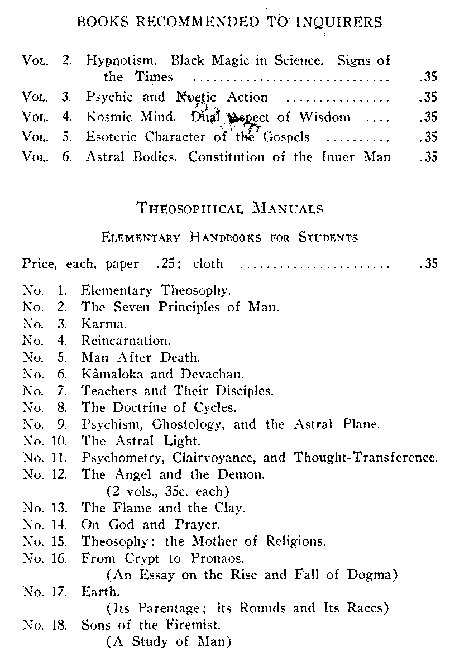 BOOKS RECOMMENDED TO INQUIRERS
Vol. 2. Hypnotism. Black Magic in Science. Signs of
the Times ............................ .35
Vol. 3. Psychic and Noetic Action ............... .35
Vol. 4. Kosmic Mind. Dual Aspect of Wisdom .... .35
Vol. 5. Esoteric Character of the Gospels .......... .35
Vol. 6. Astral Bodies. Constitution of the Inner Man .35
Theosophical Manuals
Elementary Handbooks for Students
Price, each, paper .25; cloth ...................... .35
No. 1. Elementary Theosophy.
No. 2. The Seven Principles of Man.
No. 3. Karma.
No. 4. Reincarnation.
No. 5. Man After Death.
No. 6. Kâmaloka and Devachan.
No. 7. Teachers and Their Disciples.
No. 8. The Doctrine of Cycles.
No. 9. Psychism, Ghostology, and the Astral Plane.
No. 10. The Astral Light.
No. 11. Psychometry, Clairvoyance, and Thought-Transference.
No. 12. The Angel and the Demon.
(2 vols., 35c. each)
No. 13. The Flame and the Clay.
No. 14. On God and Prayer.
No. 15. Theosophy: the Mother of Religions.
No. 16. From Crypt to Pronaos.
(An Essay on the Rise and Fall of Dogma)
No. 17. Earth.
(Its Parentage; its Rounds and Its Races)
No. 18. Sons of the Firemist.
(A Study of Man)